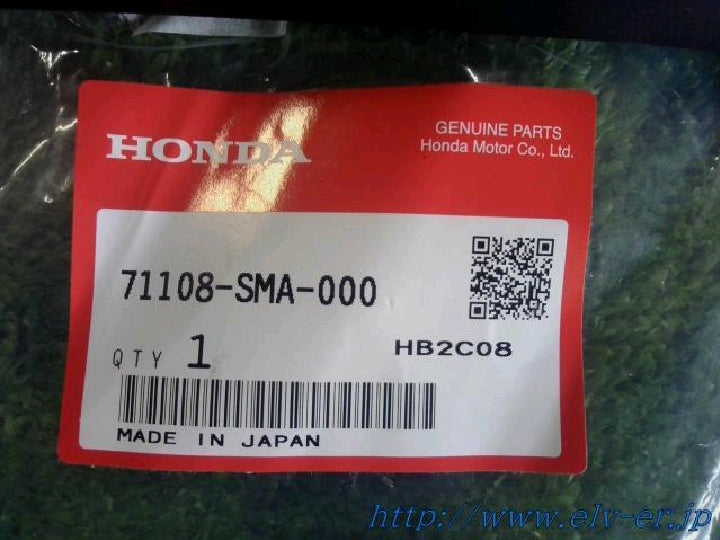 HONDA
GENUINE PARTS
Honda Motor Co., Ltd.
71108-SMA-000
QTY 1
HB2C08
MADE IN JAPAN
http://www.elv-er.jp